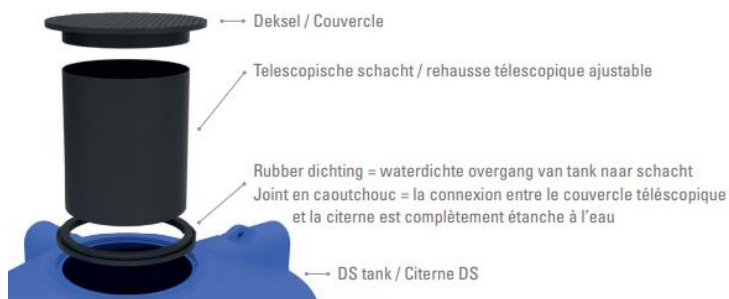 Deksel / Couvercle
Telescopische schacht / rehausse télescopique ajustable
Rubber dichting = waterdichte overgang van tank naar schacht
Joint en caoutchouc = la connexion entre le couvercle téléscopique
et la citerne est complètement étanche à l'eau
DS tank / Citerne DS